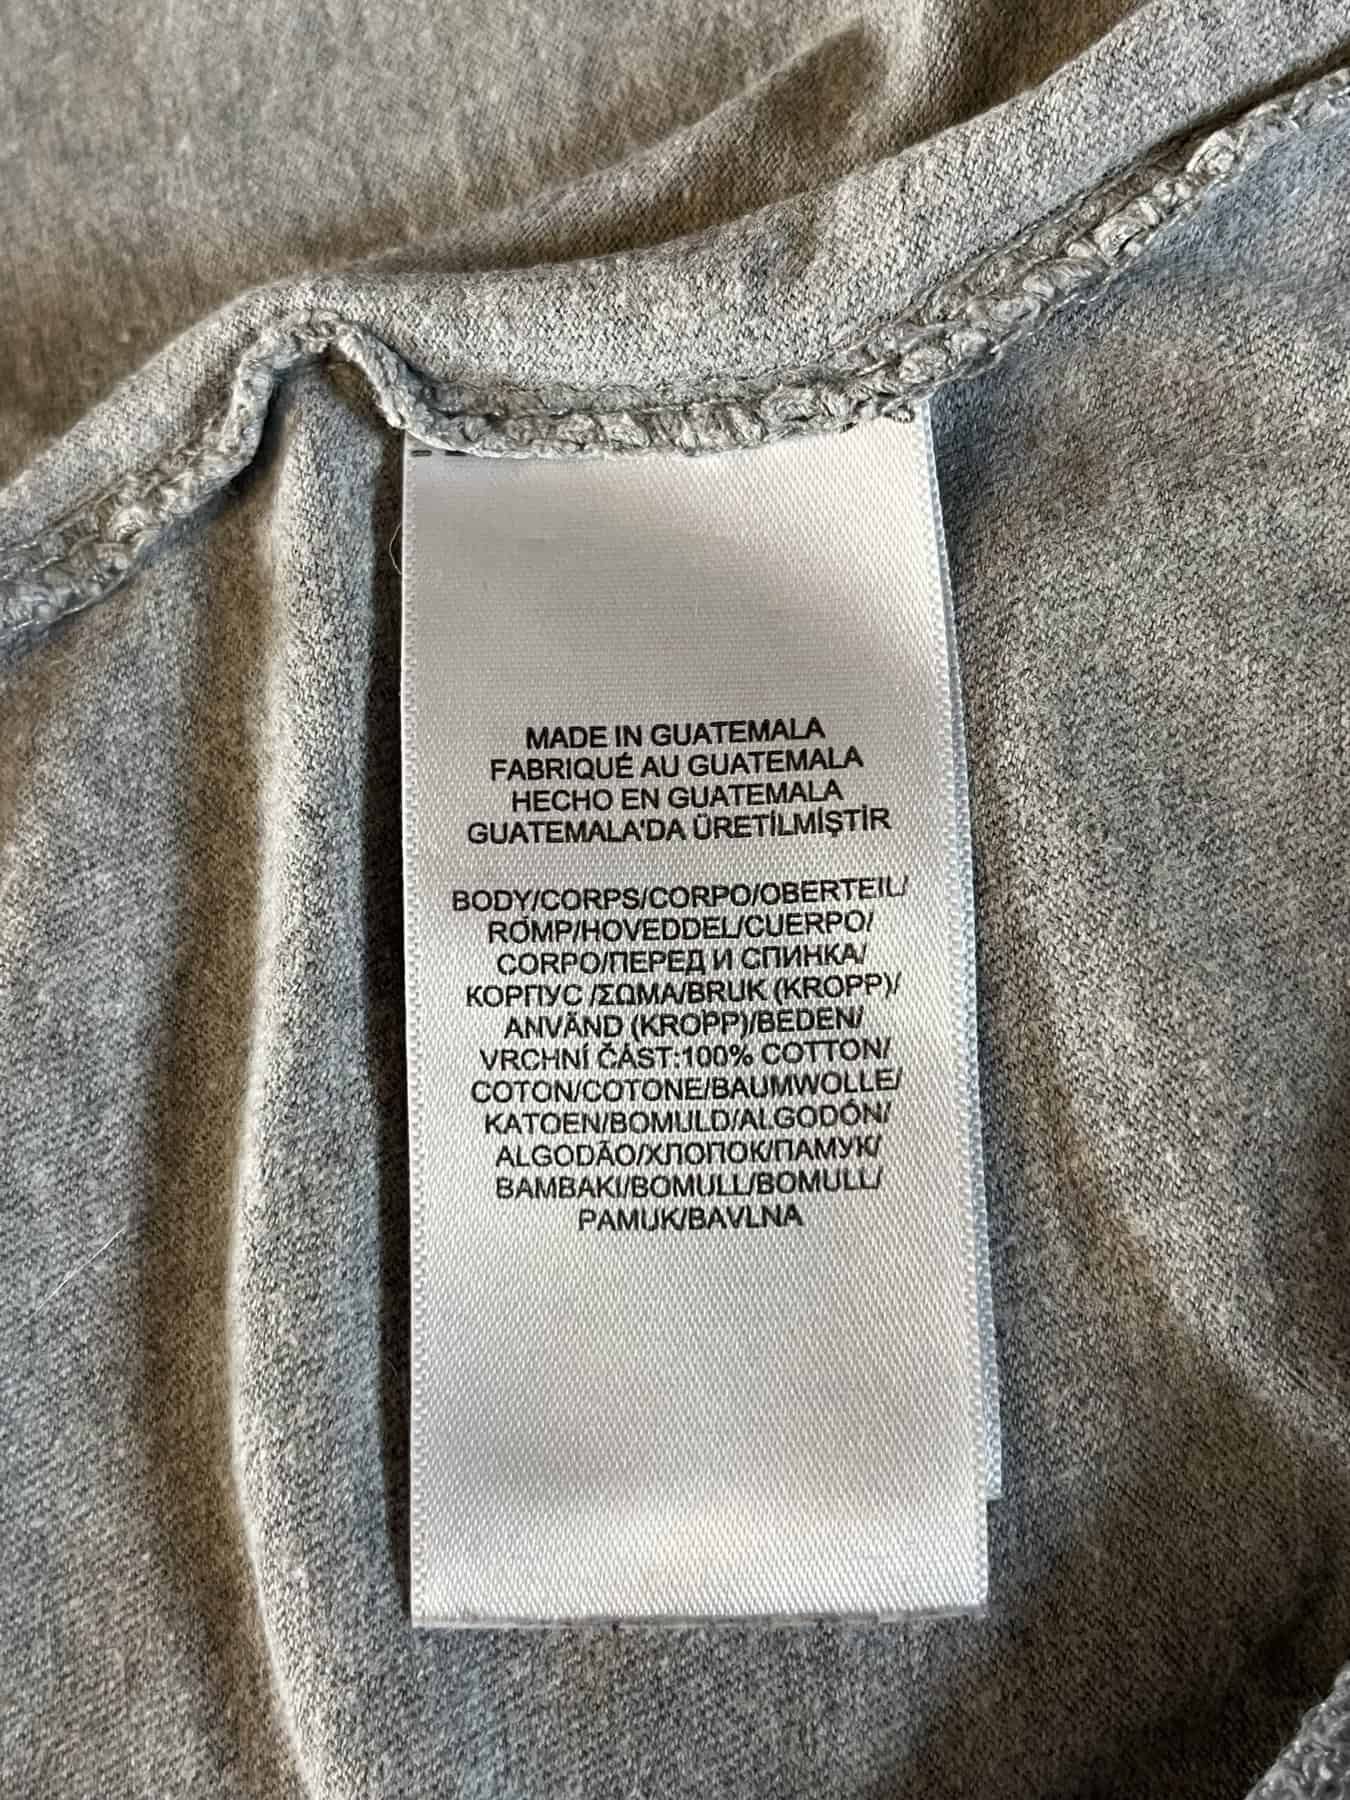 MADE IN GUATEMALA
FABRIQUÉ AU GUATEMALA
HECHO EN GUATEMALA
GUATEMALA'DA ÜRETİLMİŞTİR
BODY/CORPS/CORPO/OBERTEIL/
ROMP/HOVEDDEL/CUERPO/
CORPO/ПЕРЕД И СПИНКА/
КОРПУС /ΣΩΜΑ/BRUK (KROPP)/
ANVÄND (KROPP)/BEDEN/
VRCHNÍ ČÁST:100% COTTON/
COTON/COTONE/BAUMWOLLE/
KATOEN/BOMULD/ALGODÓN/
ALGODÃO/ХЛОПОК/ПАМУК/
BAMBAKI/BOMULL/BOMULL/
PAMUK/BAVLNA